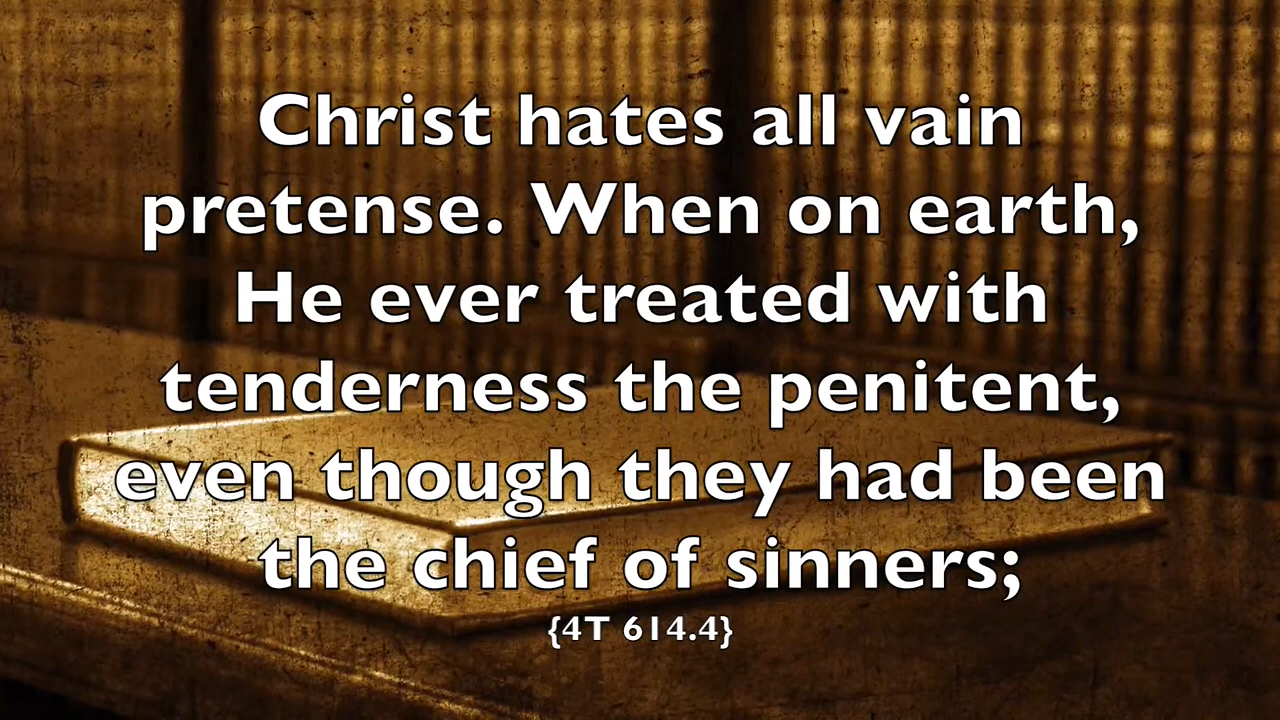 Christ hates all vain
pretense. When on earth,
He ever treated with
tenderness the penitent,
even though they had been
the chief of sinners;
{4T 614.4}